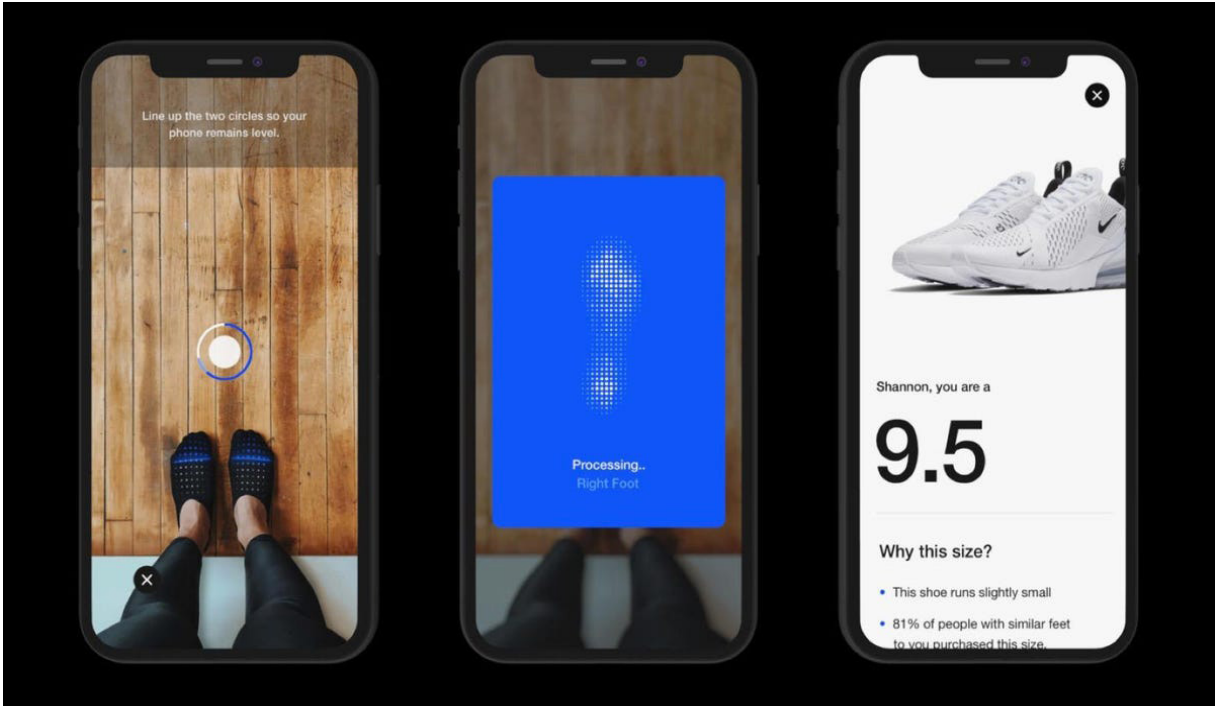 Line up the two circles so your
phone remains level.
Processing..
Right Foot
Shannon, you are a
9.5
Why this size?
This shoe runs slightly small
81% of people with similar feet
to you purchased this size.